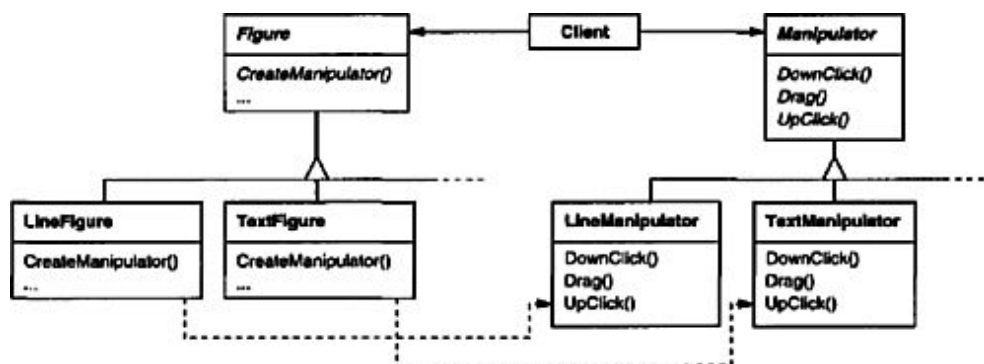 Figure
CreateManipulator()
...
Client
Manipulator
DownClick()
Drag()
UpClick()
LineFigure
CreateManipulator()
...
TextFigure
CreateManipulator()
...
LineManipulator
DownClick()
Drag()
UpClick()
TextManipulator
DownClick()
Drag()
UpClick()